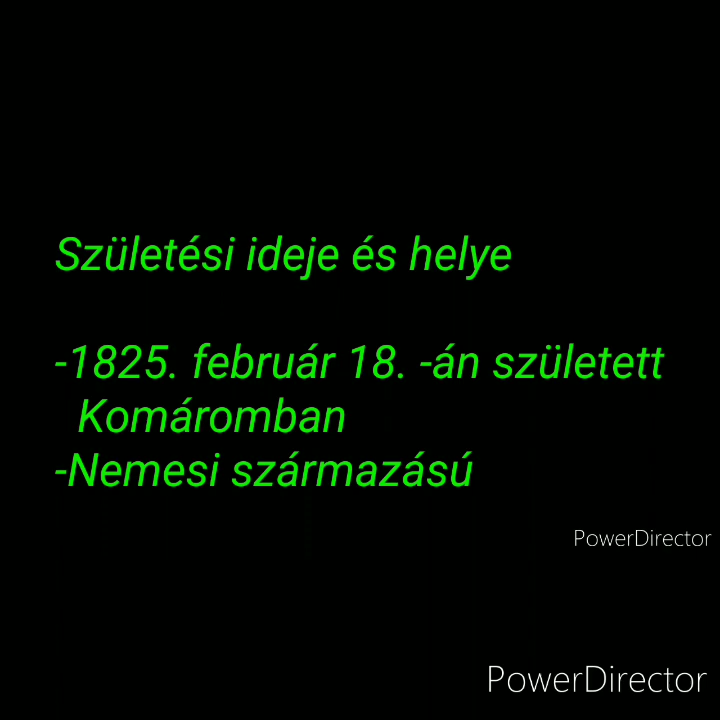 Születési ideje és helye
-1825. február 18. -án született
Komáromban
-Nemesi származású
PowerDirector
PowerDirector